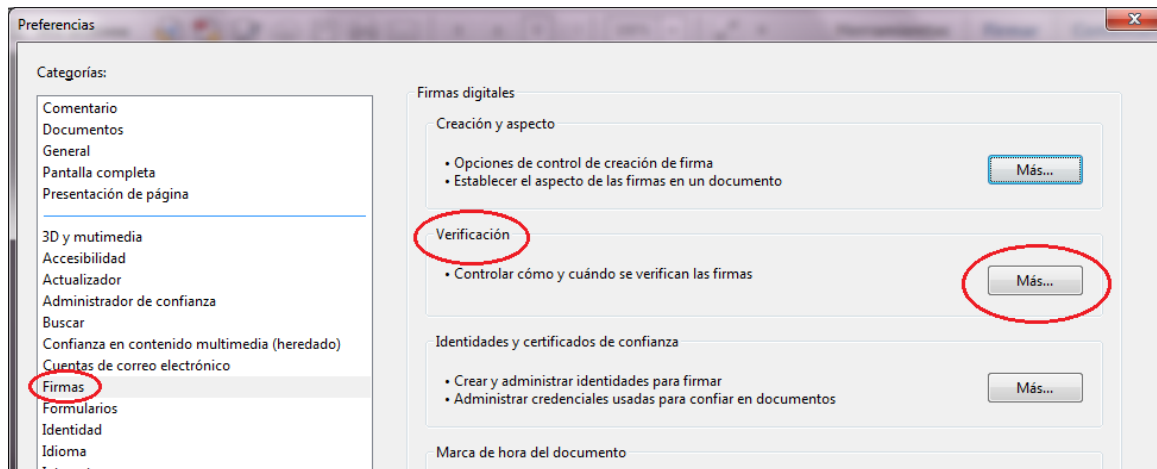 Preferencias
Categorías:
Comentario
Documentos
General
Pantalla completa
Presentación de página
3D y mutimedia
Accesibilidad
Actualizador
Administrador de confianza
Buscar
Confianza en contenido multimedia (heredado)
Cuentas de correo electrónico
Firmas
Formularios
Identidad
Idioma
Firmas digitales
Creación y aspecto
• Opciones de control de creación de firma
• Establecer el aspecto de las firmas en un documento
Más...
Verificación
• Controlar cómo y cuándo se verifican las firmas
Más...
Identidades y certificados de confianza
• Crear y administrar identidades para firmar
• Administrar credenciales usadas para confiar en documentos
Más...
Marca de hora del documento